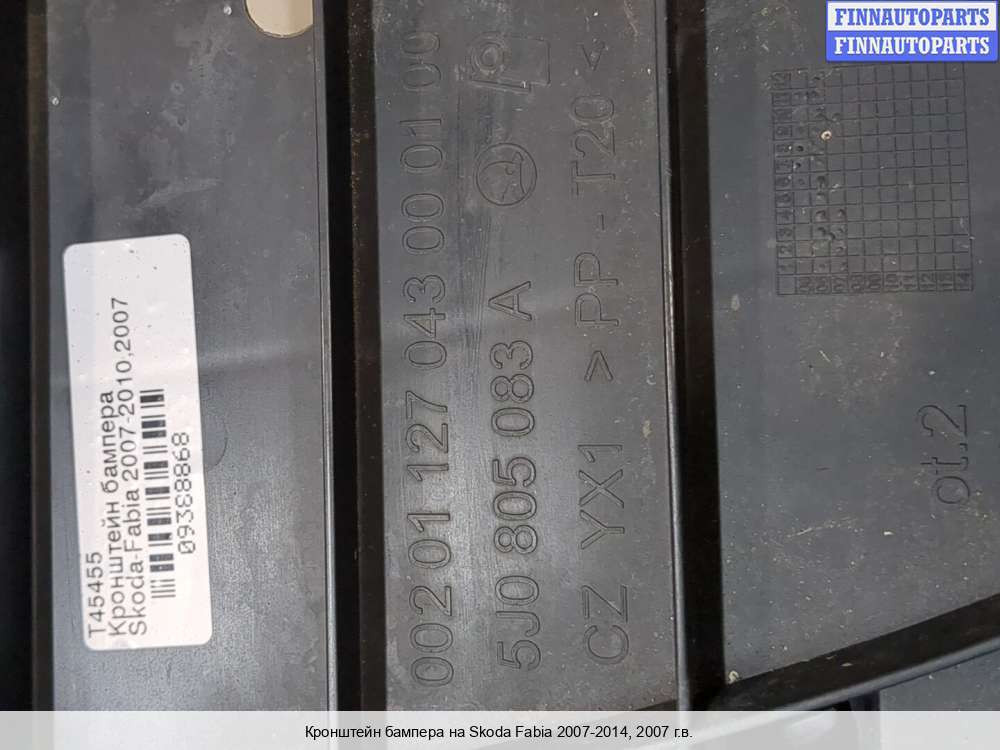 FINNAUTOPARTS
FINNAUTOPARTS
T45455
Кронштейн бампера
Skoda-Fabia 2007-2010,2007
09388868
002 01 127 043 00 01 00
5J0 805 083 A
CZ YX1 >PP - T20<
ot.2
Кронштейн бампера на Skoda Fabia 2007-2014, 2007 г.в.